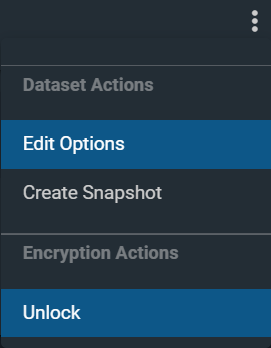 Dataset Actions
Edit Options
Create Snapshot
Encryption Actions
Unlock